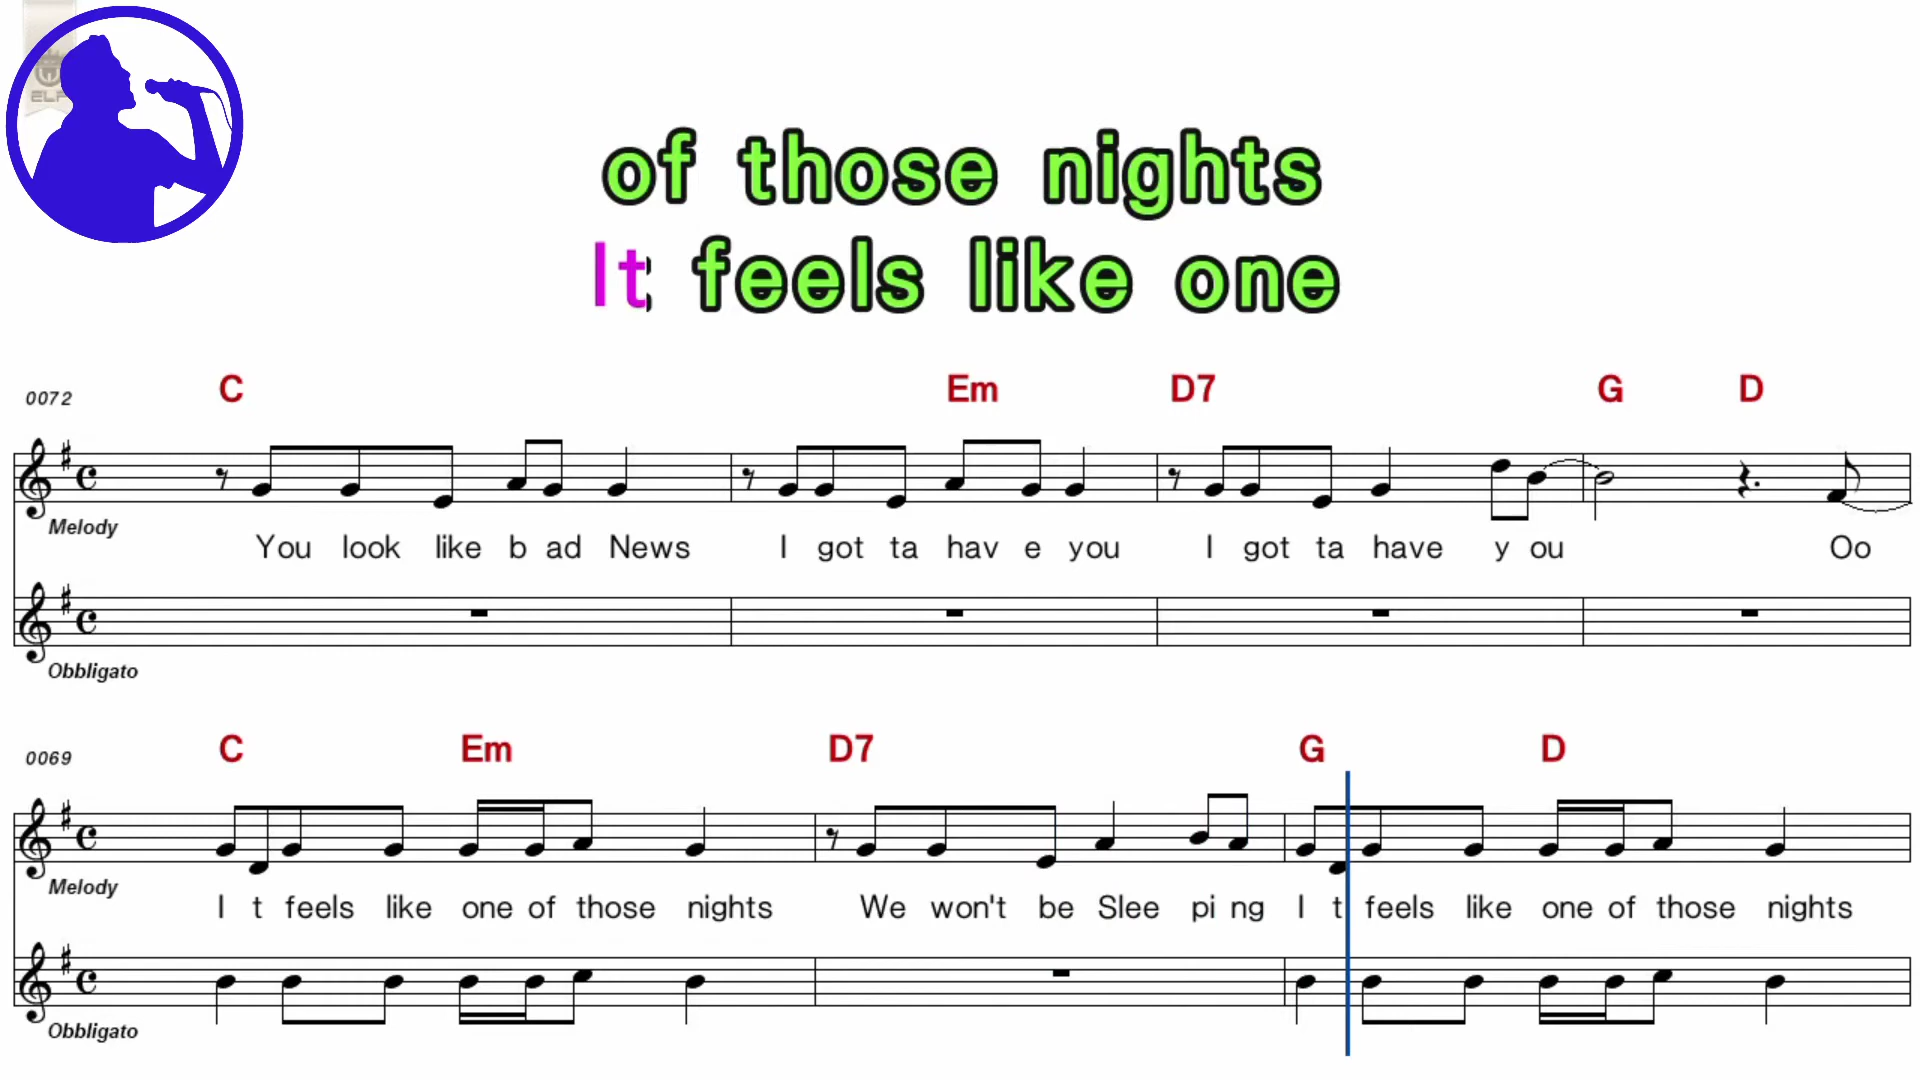 ELF
of those nights
It feels like one
0072 C Em D7 G D
Melody
You look like b ad News I got ta hav e you I got ta have y ou Oo
Obbligato
0069 C Em D7 G D
Melody
I t feels like one of those nights We won't be Slee pi ng I t feels like one of those nights
Obbligato